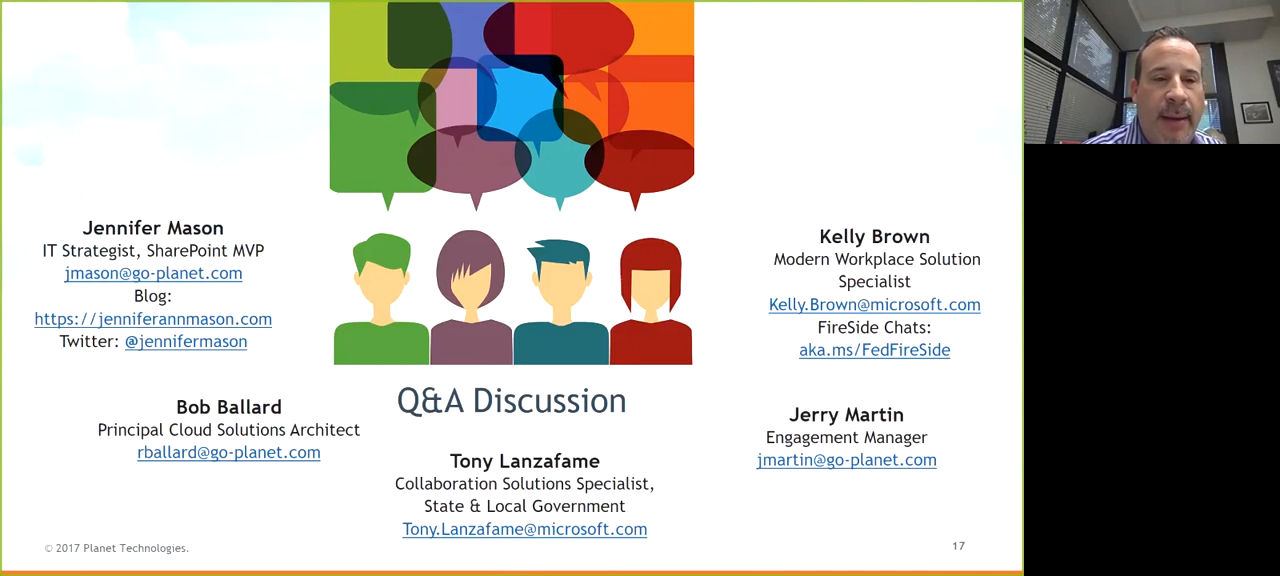 Jennifer Mason
IT Strategist, SharePoint MVP
jmason@go-planet.com
Blog:
https://jenniferannmason.com
Twitter: @jennifermason
Kelly Brown
Modern Workplace Solution
Specialist
Kelly.Brown@microsoft.com
FireSide Chats:
aka.ms/FedFireSide
Q&A Discussion
Bob Ballard
Principal Cloud Solutions Architect
rballard@go-planet.com
Jerry Martin
Engagement Manager
jmartin@go-planet.com
Tony Lanzafame
Collaboration Solutions Specialist,
State & Local Government
Tony.Lanzafame@microsoft.com
© 2017 Planet Technologies.
17